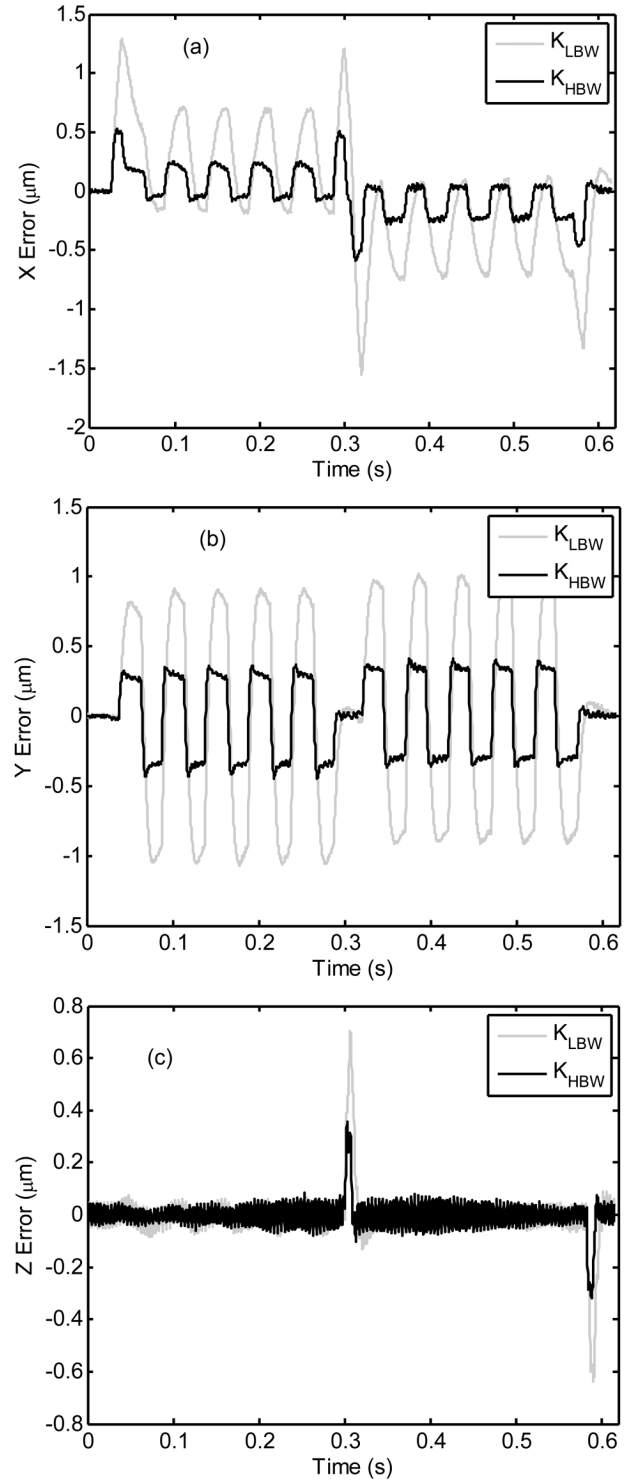 1.5
(a)
K_LBW
K_HBW
1
0.5
0
-0.5
-1
-1.5
-2
X Error (μm)
0 0.1 0.2 0.3 0.4 0.5 0.6
Time (s)
1.5
(b)
K_LBW
K_HBW
1
0.5
0
-0.5
-1
-1.5
Y Error (μm)
0 0.1 0.2 0.3 0.4 0.5 0.6
Time (s)
0.8
(c)
K_LBW
K_HBW
0.6
0.4
0.2
0
-0.2
-0.4
-0.6
-0.8
Z Error (μm)
0 0.1 0.2 0.3 0.4 0.5 0.6
Time (s)